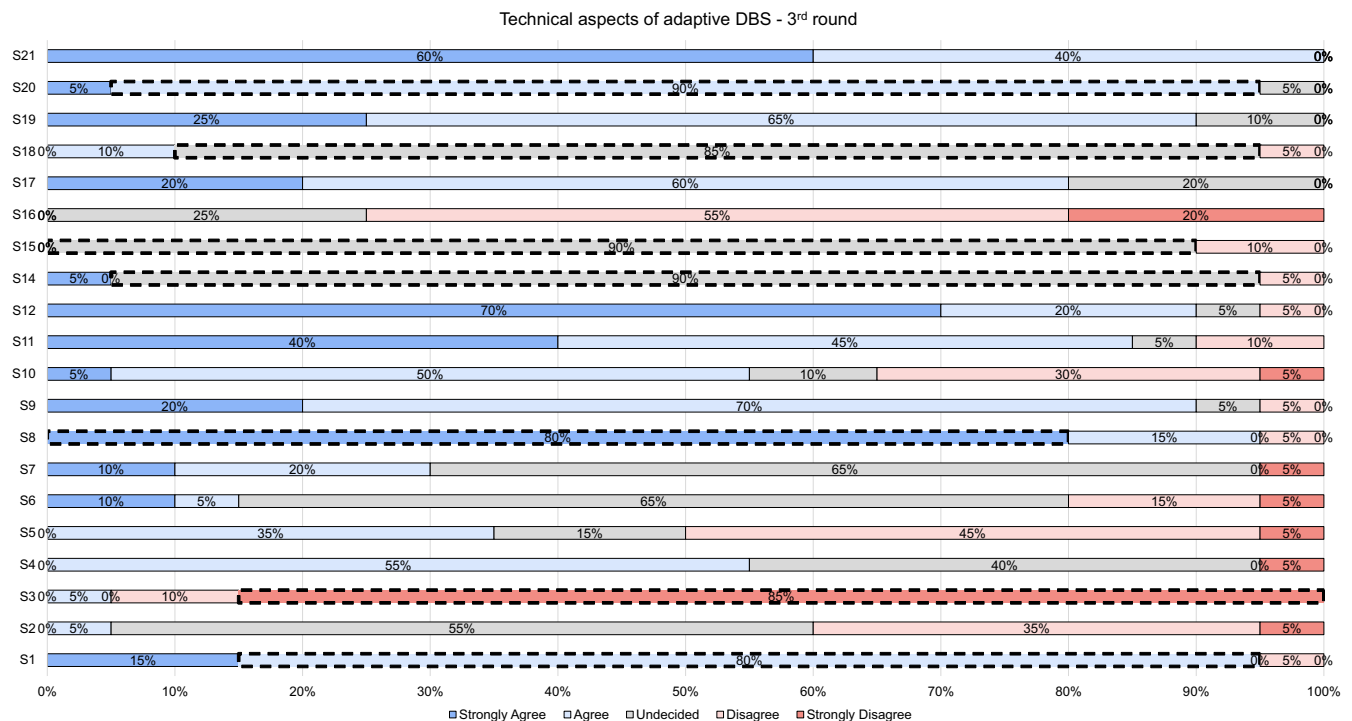 Technical aspects of adaptive DBS - 3rd round
S21 60% 40% 0%
S20 5% 90% 5% 0%
S19 25% 65% 10% 0%
S18 0% 10% 85% 5% 0%
S17 20% 60% 20% 0%
S16 0% 25% 55% 20%
S15 0% 90% 10% 0%
S14 5% 0% 90% 5% 0%
S12 70% 20% 5% 5% 0%
S11 40% 45% 5% 10%
S10 5% 50% 10% 30% 5%
S9 20% 70% 5% 5% 0%
S8 80% 15% 0% 5% 0%
S7 10% 20% 65% 0% 5%
S6 10% 5% 65% 15% 5%
S5 0% 35% 15% 45% 5%
S4 0% 55% 40% 0% 5%
S3 0% 5% 0% 10% 85%
S2 0% 5% 55% 35% 5%
S1 15% 80% 0% 5% 0%
0% 10% 20% 30% 40% 50% 60% 70% 80% 90% 100%
Strongly Agree Agree Undecided Disagree Strongly Disagree